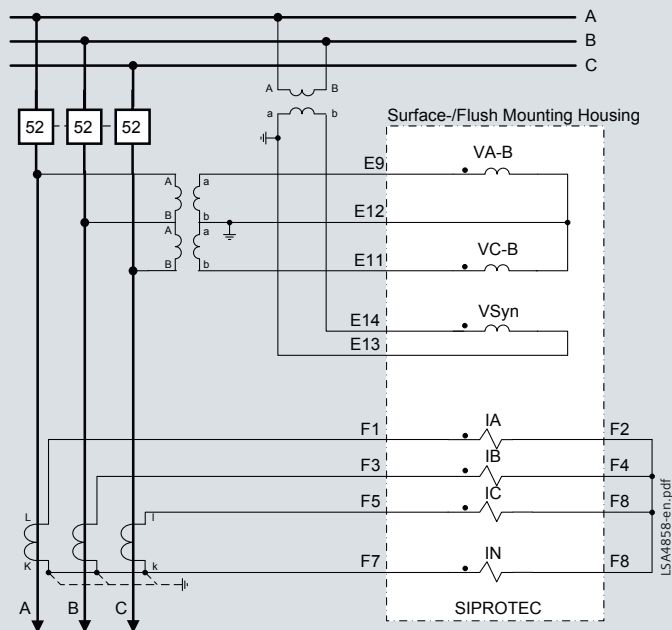 A
B
C
A B
a b
52 52 52
Surface-/Flush Mounting Housing
E9 VA-B
A a
B b
E12
A a
B b
E11 VC-B
E14 VSyn
E13
F1 IA F2
F3 IB F4
F5 IC F8
L l
K k
F7 IN F8
A B C
SIPROTEC
LSA4858-en.pdf